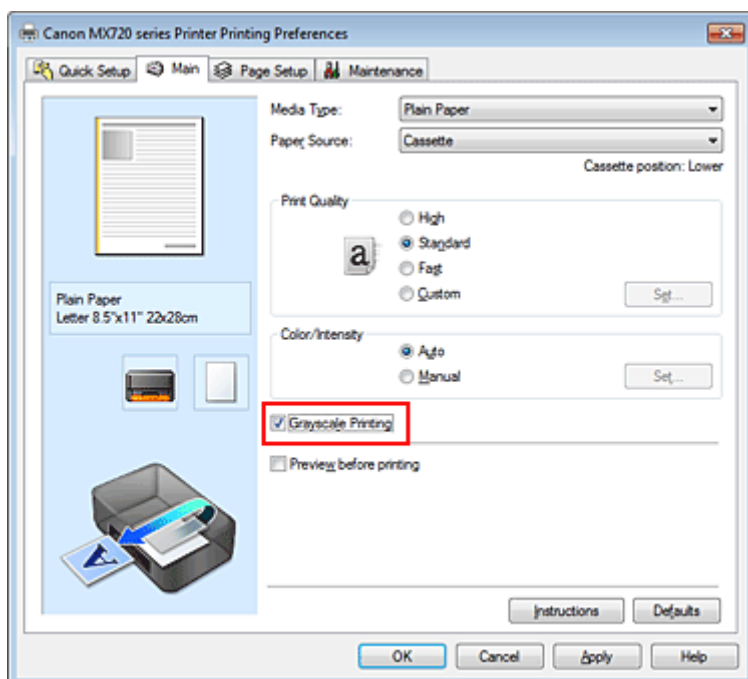 Canon MX720 series Printer Printing Preferences
Quick Setup Main Page Setup Maintenance
Media Type: Plain Paper
Paper Source: Cassette
Cassette position: Lower
Print Quality
High
a Standard
Fast
Custom Set...
Plain Paper
Letter 8.5"x11" 22x28cm
Color/Intensity
Auto
Manual Set...
Grayscale Printing
Preview before printing
A
Instructions Defaults
OK Cancel Apply Help